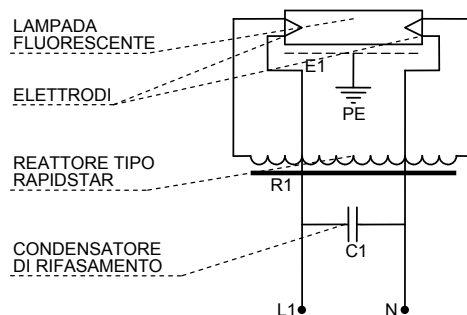 LAMPADA
FLUORESCENTE
E1
ELETTRODI
PE
REATTORE TIPO
RAPIDSTAR
R1
CONDENSATORE
DI RIFASAMENTO
C1
L1
N